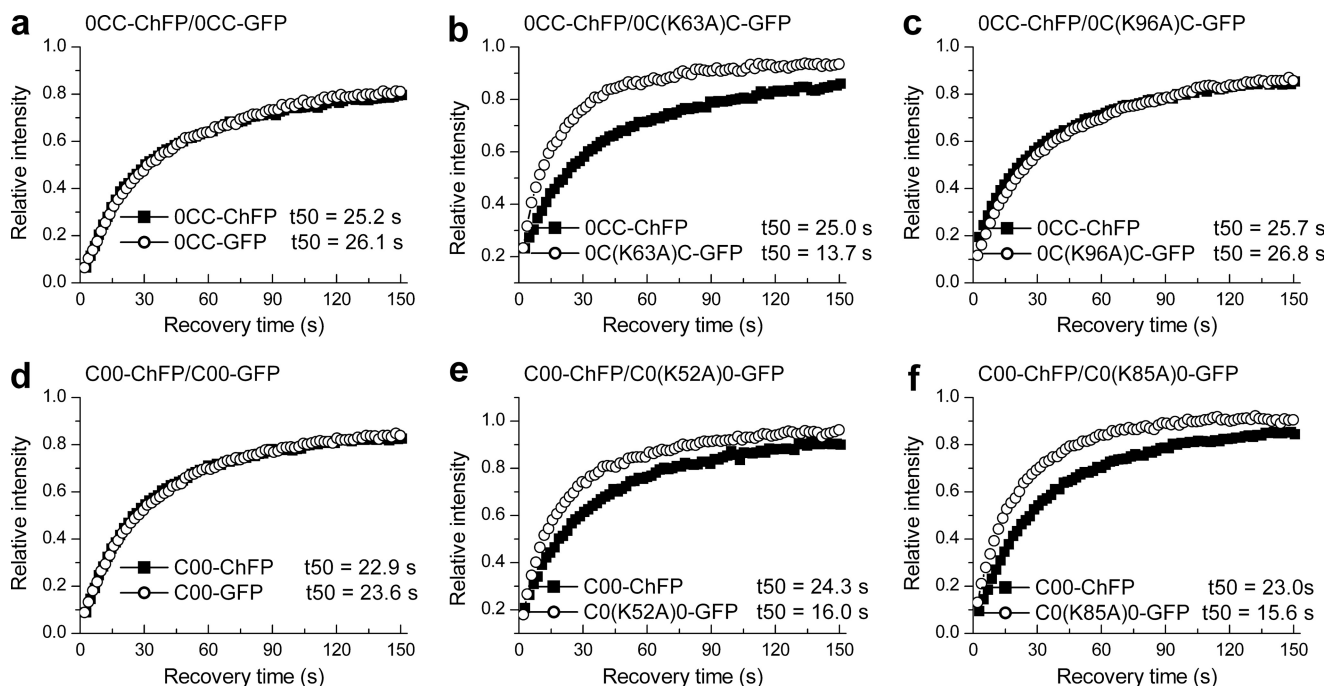 a
0CC-ChFP/0CC-GFP
Relative intensity
1.0
0.8
0.6
0.4
0.2
0.0
0CC-ChFP t50 = 25.2 s
0CC-GFP t50 = 26.1 s
0 30 60 90 120 150
Recovery time (s)
b
0CC-ChFP/0C(K63A)C-GFP
Relative intensity
1.0
0.8
0.6
0.4
0.2
0CC-ChFP t50 = 25.0 s
0C(K63A)C-GFP t50 = 13.7 s
0 30 60 90 120 150
Recovery time (s)
c
0CC-ChFP/0C(K96A)C-GFP
Relative intensity
1.0
0.8
0.6
0.4
0.2
0.0
0CC-ChFP t50 = 25.7 s
0C(K96A)C-GFP t50 = 26.8 s
0 30 60 90 120 150
Recovery time (s)
d
C00-ChFP/C00-GFP
Relative intensity
1.0
0.8
0.6
0.4
0.2
0.0
C00-ChFP t50 = 22.9 s
C00-GFP t50 = 23.6 s
0 30 60 90 120 150
Recovery time (s)
e
C00-ChFP/C0(K52A)0-GFP
Relative intensity
1.0
0.8
0.6
0.4
0.2
C00-ChFP t50 = 24.3 s
C0(K52A)0-GFP t50 = 16.0 s
0 30 60 90 120 150
Recovery time (s)
f
C00-ChFP/C0(K85A)0-GFP
Relative intensity
1.0
0.8
0.6
0.4
0.2
0.0
C00-ChFP t50 = 23.0s
C0(K85A)0-GFP t50 = 15.6 s
0 30 60 90 120 150
Recovery time (s)